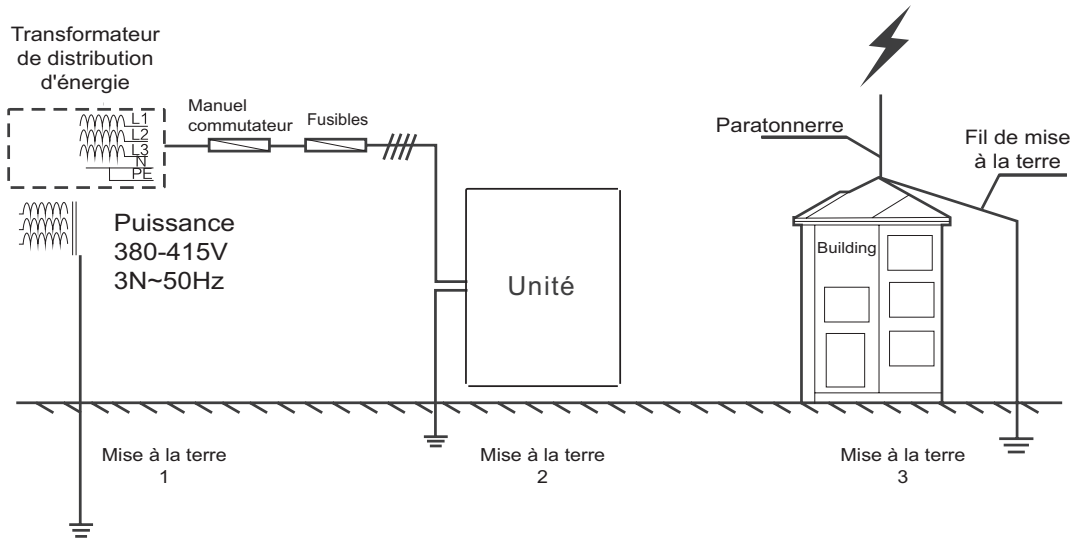 Transformateur
de distribution
d'énergie
L1
L2
L3
N
PE
Manuel
commutateur
Fusibles
Puissance
380-415V
3N~50Hz
Unité
Paratonnerre
Fil de mise
à la terre
Building
Mise à la terre
1
Mise à la terre
2
Mise à la terre
3